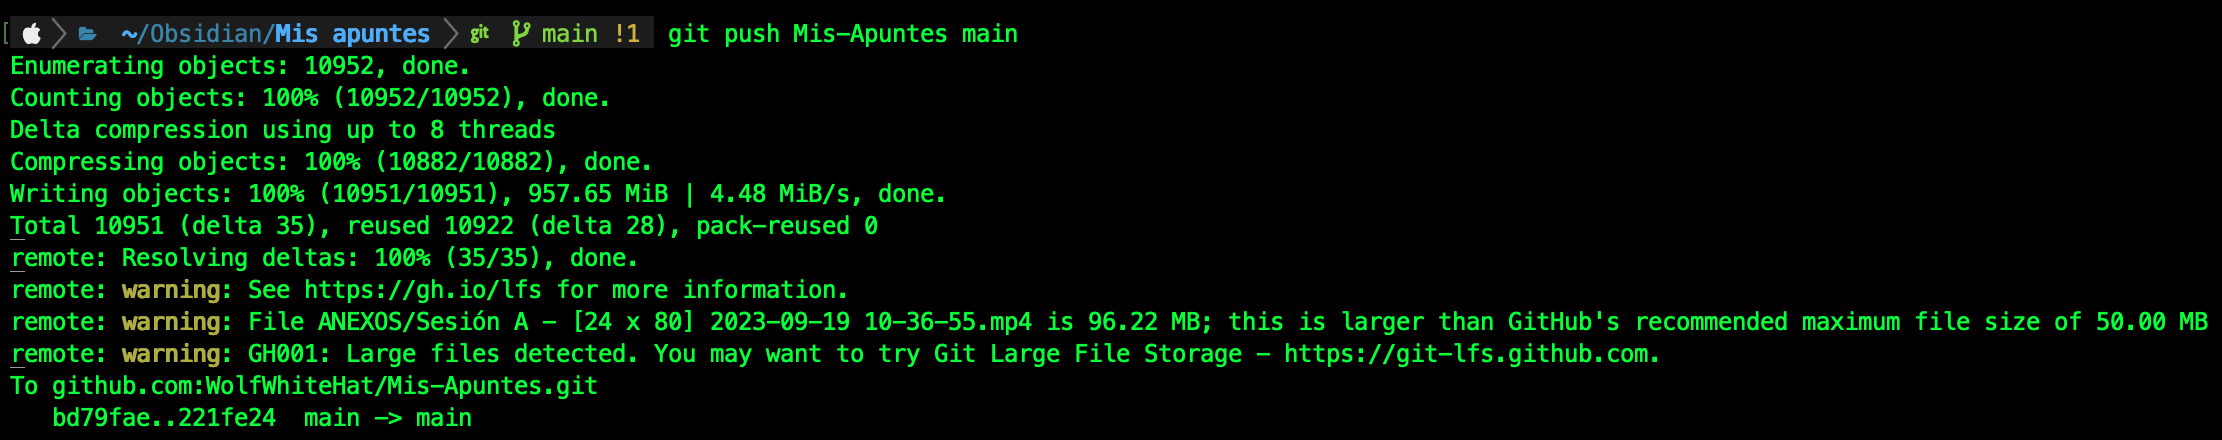 ~/Obsidian/Mis apuntes git main !1 git push Mis-Apuntes main
Enumerating objects: 10952, done.
Counting objects: 100% (10952/10952), done.
Delta compression using up to 8 threads
Compressing objects: 100% (10882/10882), done.
Writing objects: 100% (10951/10951), 957.65 MiB | 4.48 MiB/s, done.
Total 10951 (delta 35), reused 10922 (delta 28), pack-reused 0
remote: Resolving deltas: 100% (35/35), done.
remote: warning: See https://gh.io/lfs for more information.
remote: warning: File ANEXOS/Sesión A - [24 x 80] 2023-09-19 10-36-55.mp4 is 96.22 MB; this is larger than GitHub's recommended maximum file size of 50.00 MB
remote: warning: GH001: Large files detected. You may want to try Git Large File Storage - https://git-lfs.github.com.
To github.com:WolfWhiteHat/Mis-Apuntes.git
bd79fae..221fe24 main -> main